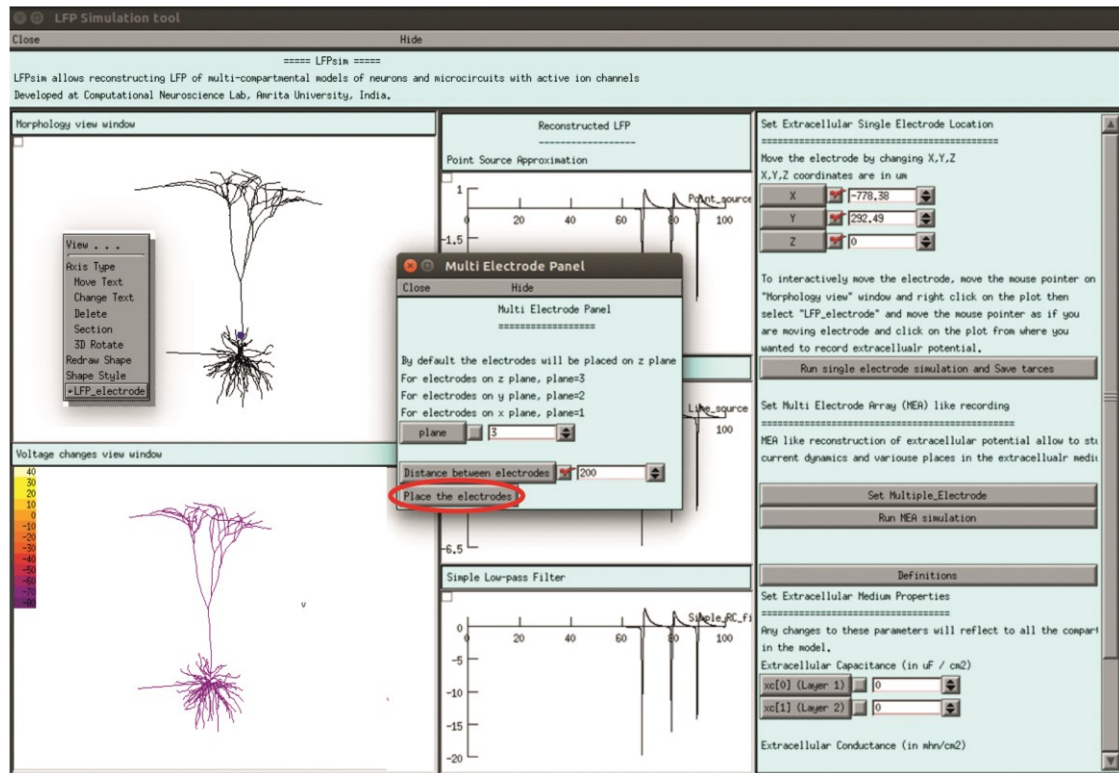 LFP Simulation tool
Close Hide
===== LFPsim =====
LFPsim allows reconstructing LFP of multi-compartmental models of neurons and microcircuits with active ion channels
Developed at Computational Neuroscience Lab, Amrita University, India.
Morphology view window
View . . .
Axis Type
Move Text
Change Text
Delete
Section
3D Rotate
Redraw Shape
Shape Style
LFP_electrode
Voltage changes view window
40
30
20
10
0
-10
-20
-30
-40
-50
-60
-70
-80
v
Reconstructed LFP
------------------
Point Source Approximation
1
Point_source
0 20 40 60 80 100
-1.5
Multi Electrode Panel
Close Hide
Multi Electrode Panel
==================
By default the electrodes will be placed on z plane
For electrodes on z plane, plane=3
For electrodes on y plane, plane=2
For electrodes on x plane, plane=1
plane 3
Distance between electrodes 200
Place the electrodes
Line_source
100
-6.5
Simple Low-pass Filter
Simple_RC_fi
0 20 40 60 80 100
0
-5
-10
-15
-20
Set Extracellular Single Electrode Location
============================================
Move the electrode by changing X,Y,Z
X,Y,Z coordinates are in um
X -778.38
Y 292.49
Z 0
To interactively move the electrode, move the mouse pointer on
"Morphology view" window and right click on the plot then
select "LFP_electrode" and move the mouse pointer as if you
are moving electrode and click on the plot from where you
wanted to record extracellualr potential.
Run single electrode simulation and Save tarces
Set Multi Electrode Array (MEA) like recording
===============================================
MEA like reconstruction of extracellular potential allow to stu
current dynamics and variouse places in the extracellualr mediu
Set Multiple_Electrode
Run MEA simulation
Definitions
Set Extracellular Medium Properties
===================================
Any changes to these parameters will reflect to all the compart
in the model.
Extracellular Capacitance (in uF / cm2)
xc[0] (Layer 1) 0
xc[1] (Layer 2) 0
Extracellular Conductance (in mhn/cm2)